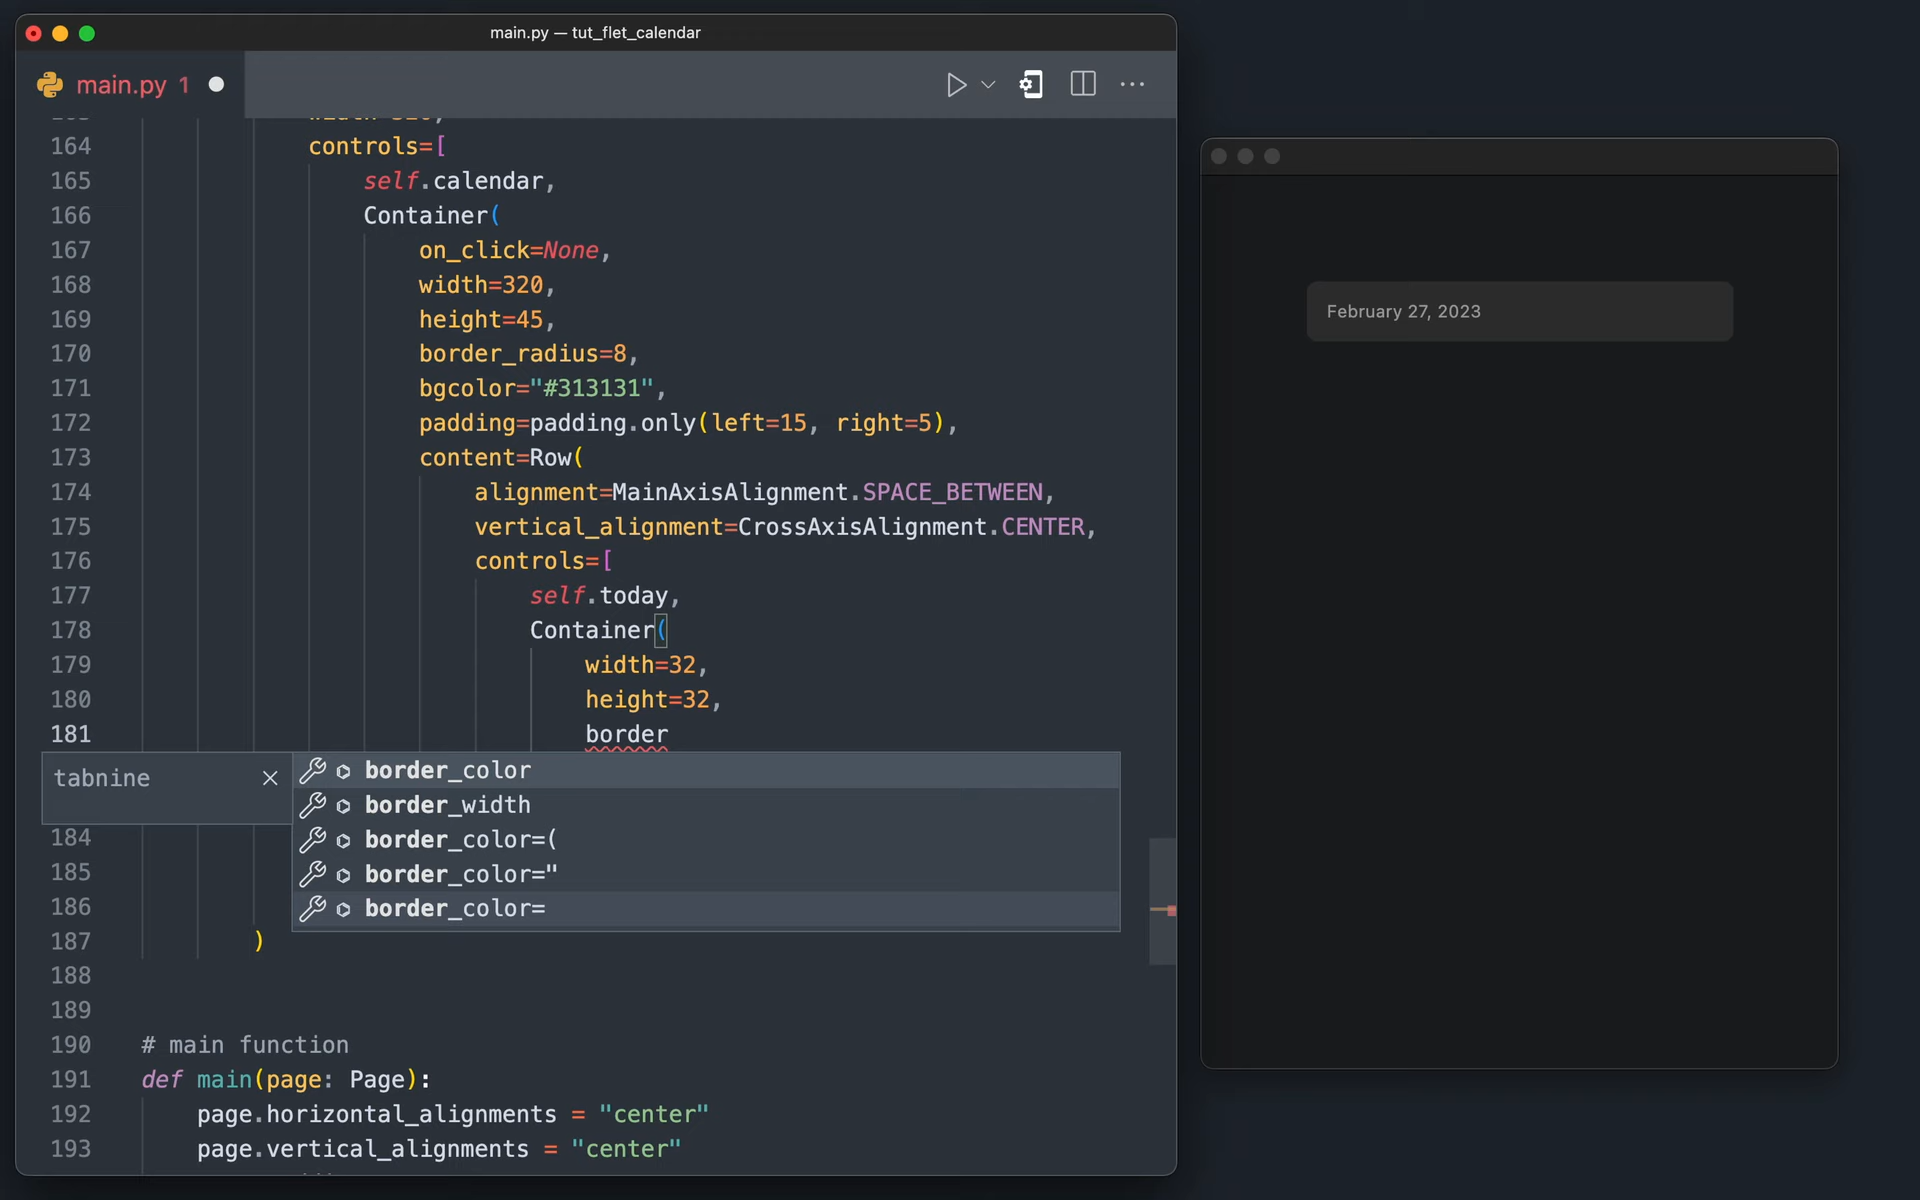 main.py — tut_flet_calendar
main.py 1
164 controls=[
165 self.calendar,
166 Container(
167 on_click=None,
168 width=320,
169 height=45,
170 border_radius=8,
171 bgcolor="#313131",
172 padding=padding.only(left=15, right=5),
173 content=Row(
174 alignment=MainAxisAlignment.SPACE_BETWEEN,
175 vertical_alignment=CrossAxisAlignment.CENTER,
176 controls=[
177 self.today,
178 Container(
179 width=32,
180 height=32,
181 border
tabnine
border_color
border_width
border_color=(
border_color="
border_color=
184
185
186
187 )
188
189
190 # main function
191 def main(page: Page):
192 page.horizontal_alignments = "center"
193 page.vertical_alignments = "center"
February 27, 2023